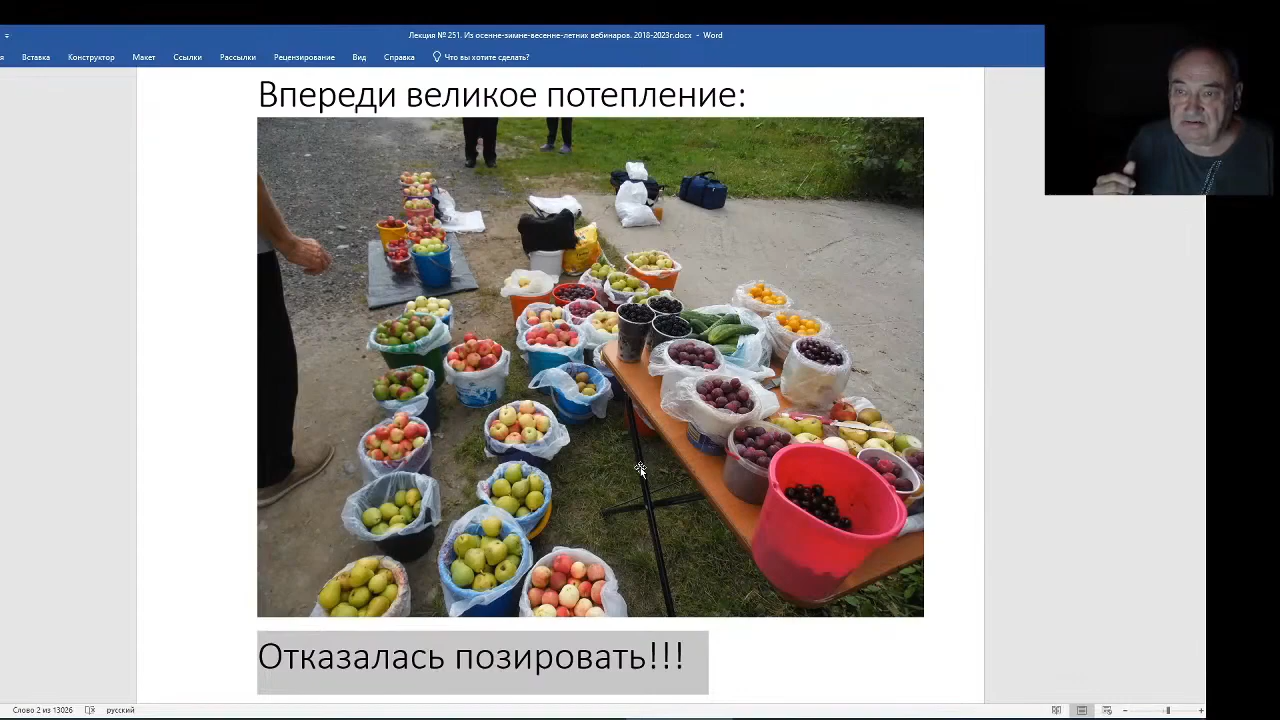 Лекция № 251. Из осенне-зимне-весенне-летних вебинаров. 2018-2023г.docx - Word
я Вставка Конструктор Макет Ссылки Рассылки Рецензирование Вид Справка Что вы хотите сделать?
Впереди великое потепление:
Отказалась позировать!!!
Слово 2 из 13026 русский